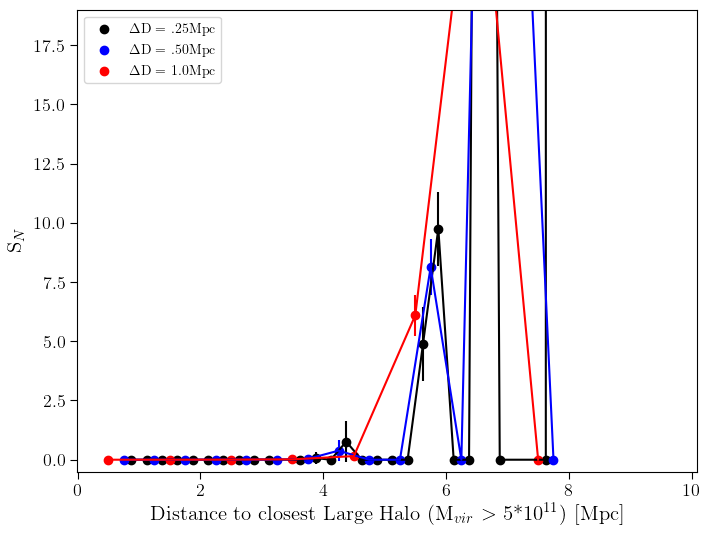 ΔD = .25Mpc
ΔD = .50Mpc
ΔD = 1.0Mpc
17.5
15.0
12.5
10.0
7.5
5.0
2.5
0.0
S_N
0 2 4 6 8 10
Distance to closest Large Halo (M_vir > 5*10^11) [Mpc]